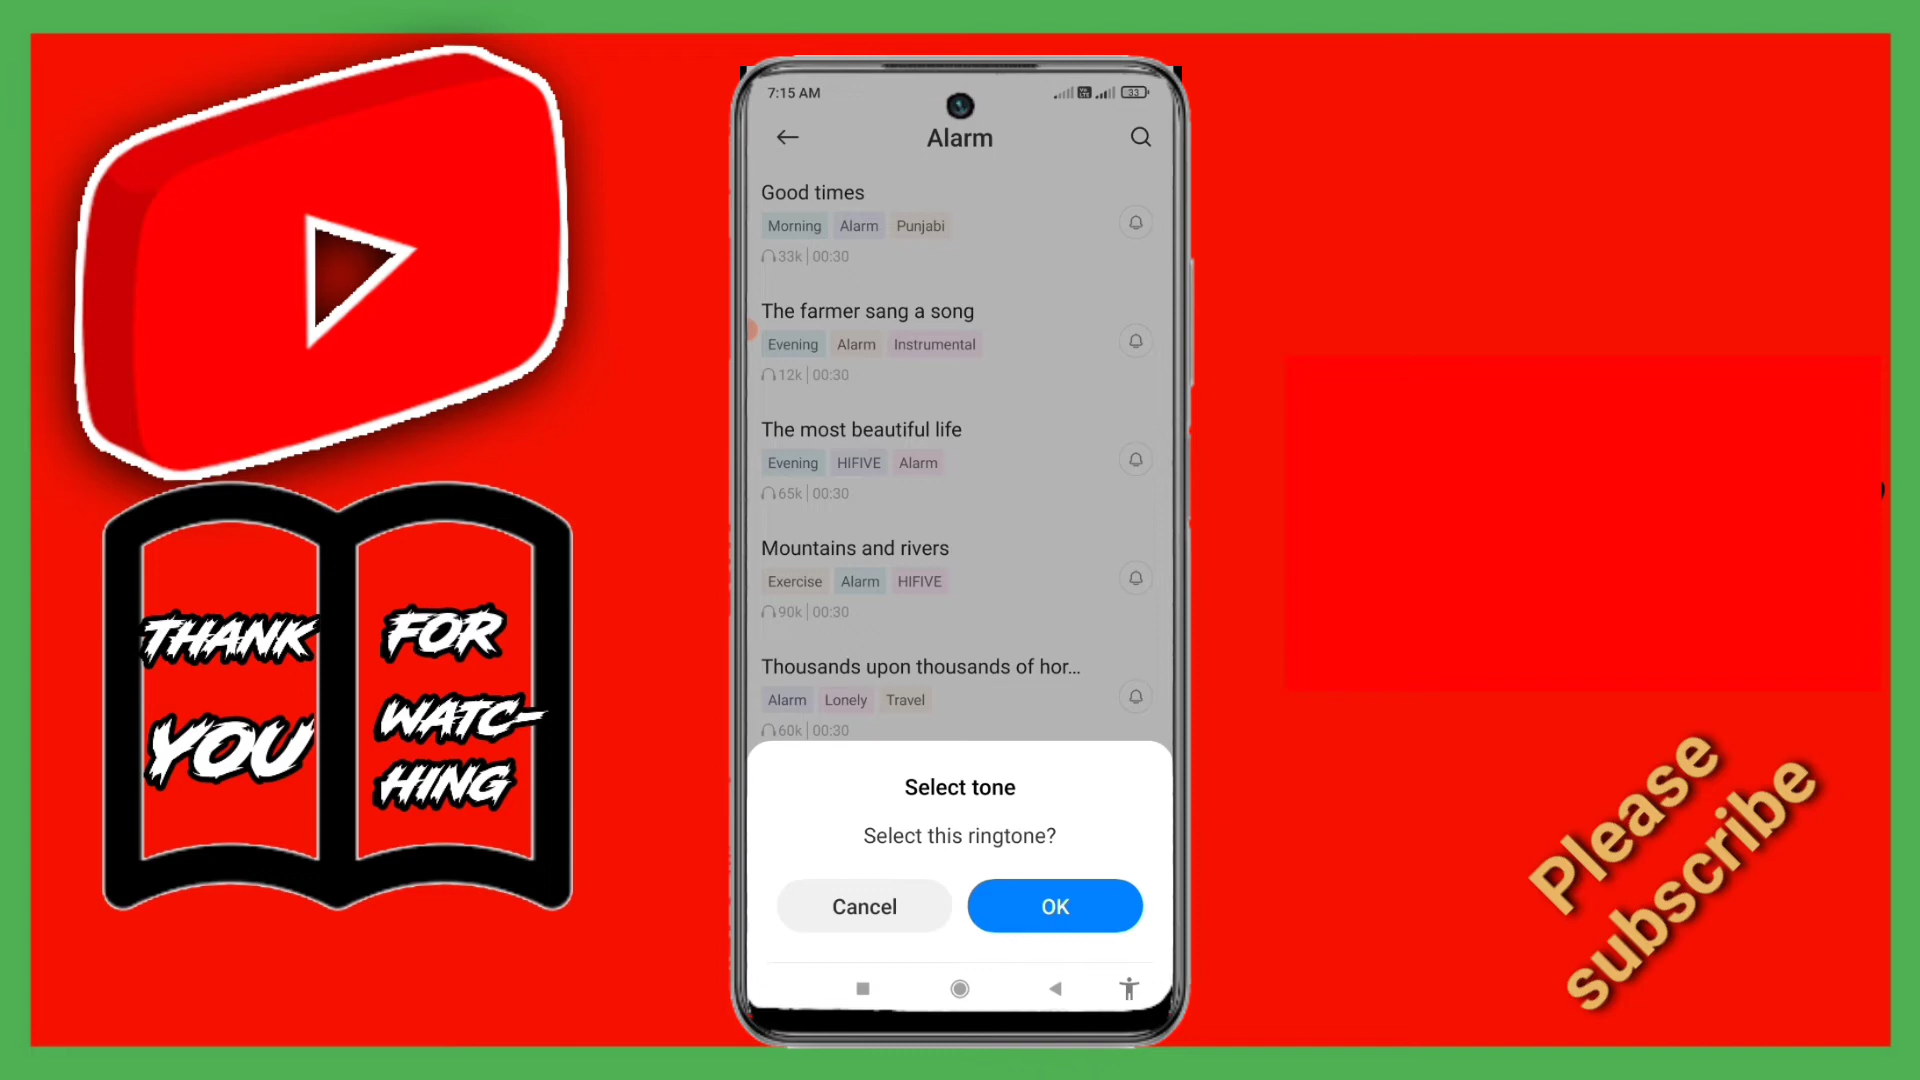 7:15 AM
33
Alarm
Good times
Morning Alarm Punjabi
33k | 00:30
The farmer sang a song
Evening Alarm Instrumental
12k | 00:30
The most beautiful life
Evening HIFIVE Alarm
65k | 00:30
Mountains and rivers
Exercise Alarm HIFIVE
90k | 00:30
Thousands upon thousands of hor...
Alarm Lonely Travel
60k | 00:30
Select tone
Select this ringtone?
Cancel OK
THANK
YOU
FOR
WATC-
HING
Please
subscribe